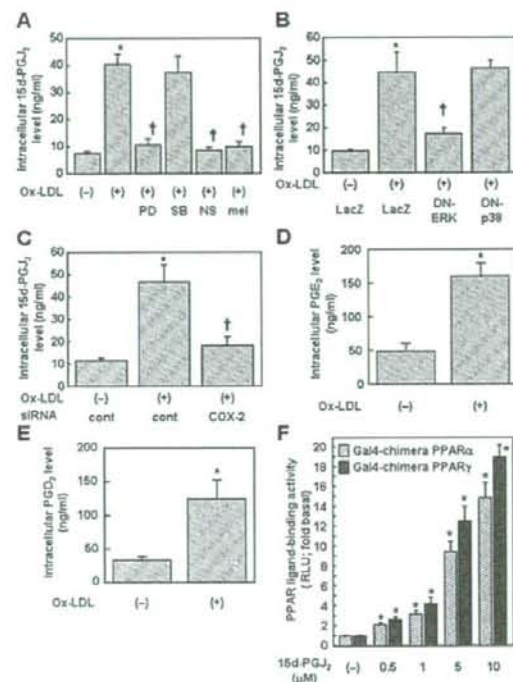 A
Intracellular 15d-PGJ2
level (ng/ml)
50
40
30
20
10
0
*
†
†
†
Ox-LDL (-) (+) (+) (+) (+) (+)
PD SB NS mel
B
Intracellular 15d-PGJ2
level (ng/ml)
60
50
40
30
20
10
0
*
†
Ox-LDL (-) (+) (+) (+)
LacZ LacZ DN-ERK DN-p38
C
Intracellular 15d-PGJ2
level (ng/ml)
60
50
40
30
20
10
0
*
†
Ox-LDL (-) (+) (+)
siRNA cont cont COX-2
D
Intracellular PGE2 level
(ng/ml)
200
150
100
50
0
*
Ox-LDL (-) (+)
E
Intracellular PGD2 level
(ng/ml)
200
150
100
50
0
*
Ox-LDL (-) (+)
F
PPAR ligand-binding activity
(RLU; fold basal)
20
18
16
14
12
10
8
6
4
2
0
Gal4-chimera PPARα
Gal4-chimera PPARγ
* * * * * * * *
15d-PGJ2 (-) 0.5 1 5 10
(μM)